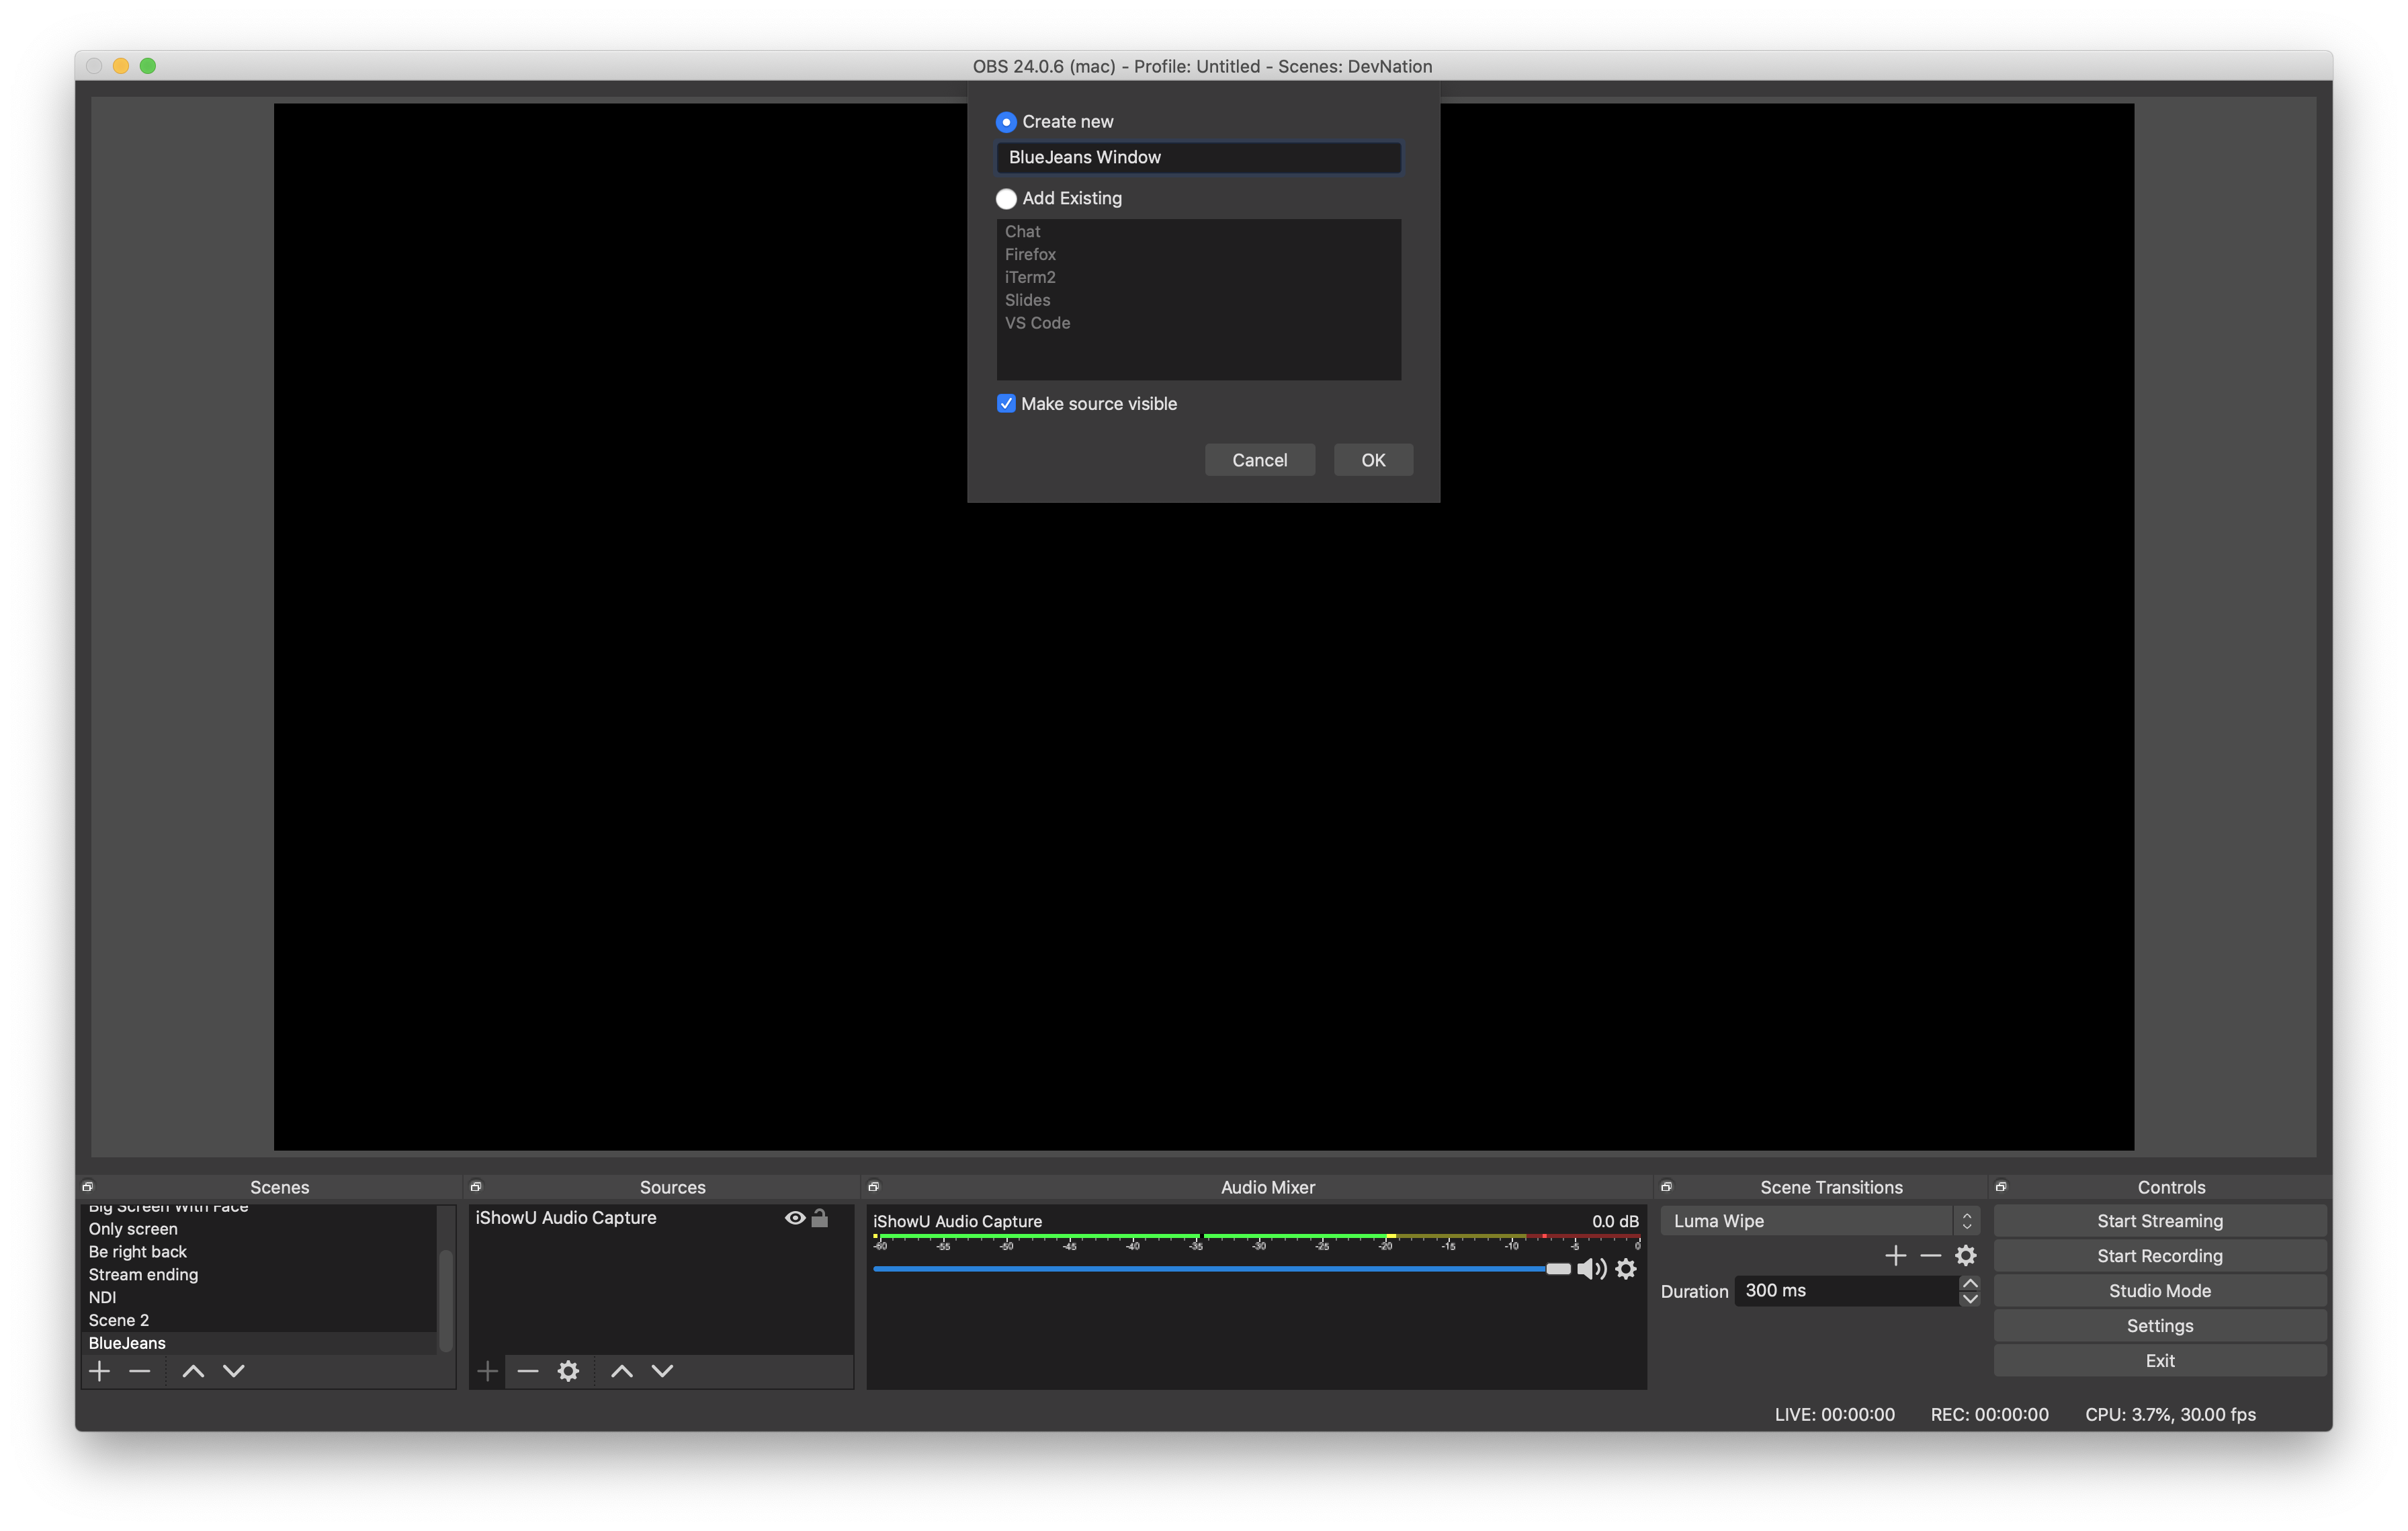 OBS 24.0.6 (mac) - Profile: Untitled - Scenes: DevNation
Create new
BlueJeans Window
Add Existing
Chat
Firefox
iTerm2
Slides
VS Code
Make source visible
Cancel
OK
Scenes
Big Screen With Face
Only screen
Be right back
Stream ending
NDI
Scene 2
BlueJeans
Sources
iShowU Audio Capture
Audio Mixer
iShowU Audio Capture 0.0 dB
-60 -55 -50 -45 -40 -35 -30 -25 -20 -15 -10 -5 0
Scene Transitions
Luma Wipe
Duration 300 ms
Controls
Start Streaming
Start Recording
Studio Mode
Settings
Exit
LIVE: 00:00:00 REC: 00:00:00 CPU: 3.7%, 30.00 fps